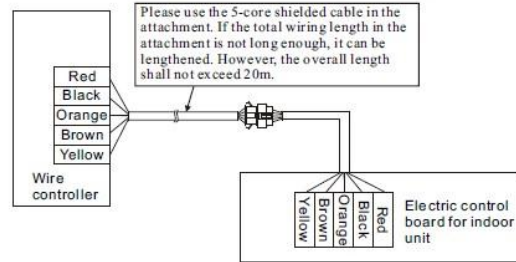 Please use the 5-core shielded cable in the
attachment. If the total wiring length in the
attachment is not long enough, it can be
lengthened. However, the overall length
shall not exceed 20m.
Red
Black
Orange
Brown
Yellow
Wire
controller
Yellow
Brown
Orange
Black
Red
Electric control
board for indoor
unit